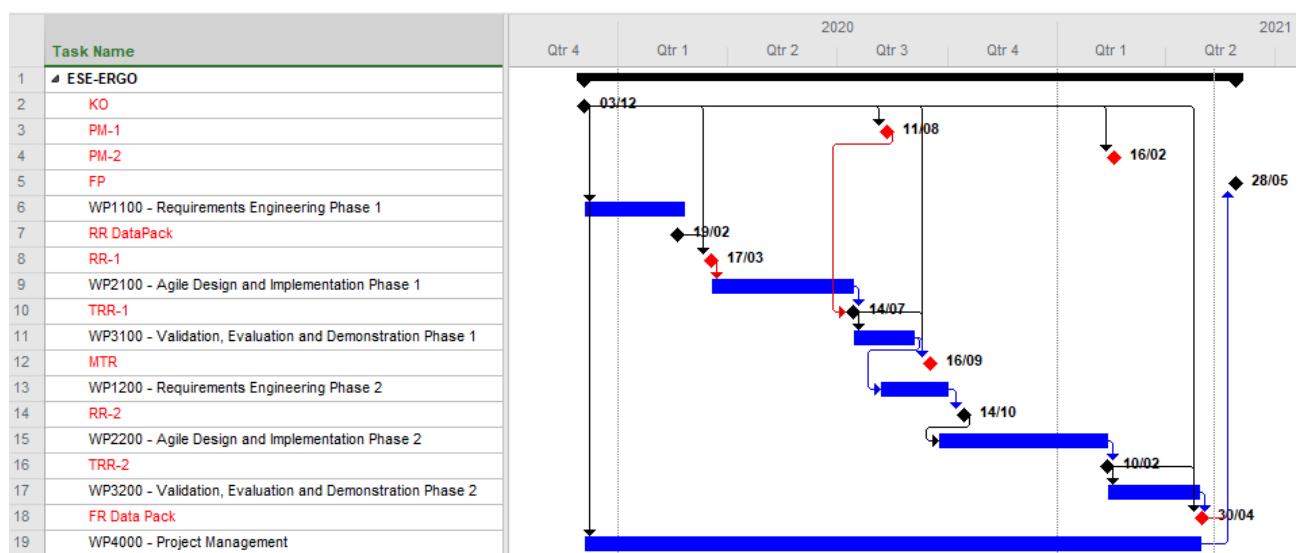 2020 2021
Task Name Qtr 4 Qtr 1 Qtr 2 Qtr 3 Qtr 4 Qtr 1 Qtr 2
1 ESE-ERGO
2 KO 03/12
3 PM-1 11/08
4 PM-2 16/02
5 FP 28/05
6 WP1100 - Requirements Engineering Phase 1
7 RR DataPack 19/02
8 RR-1 17/03
9 WP2100 - Agile Design and Implementation Phase 1
10 TRR-1 14/07
11 WP3100 - Validation, Evaluation and Demonstration Phase 1
12 MTR 16/09
13 WP1200 - Requirements Engineering Phase 2
14 RR-2 14/10
15 WP2200 - Agile Design and Implementation Phase 2
16 TRR-2 10/02
17 WP3200 - Validation, Evaluation and Demonstration Phase 2
18 FR Data Pack 30/04
19 WP4000 - Project Management